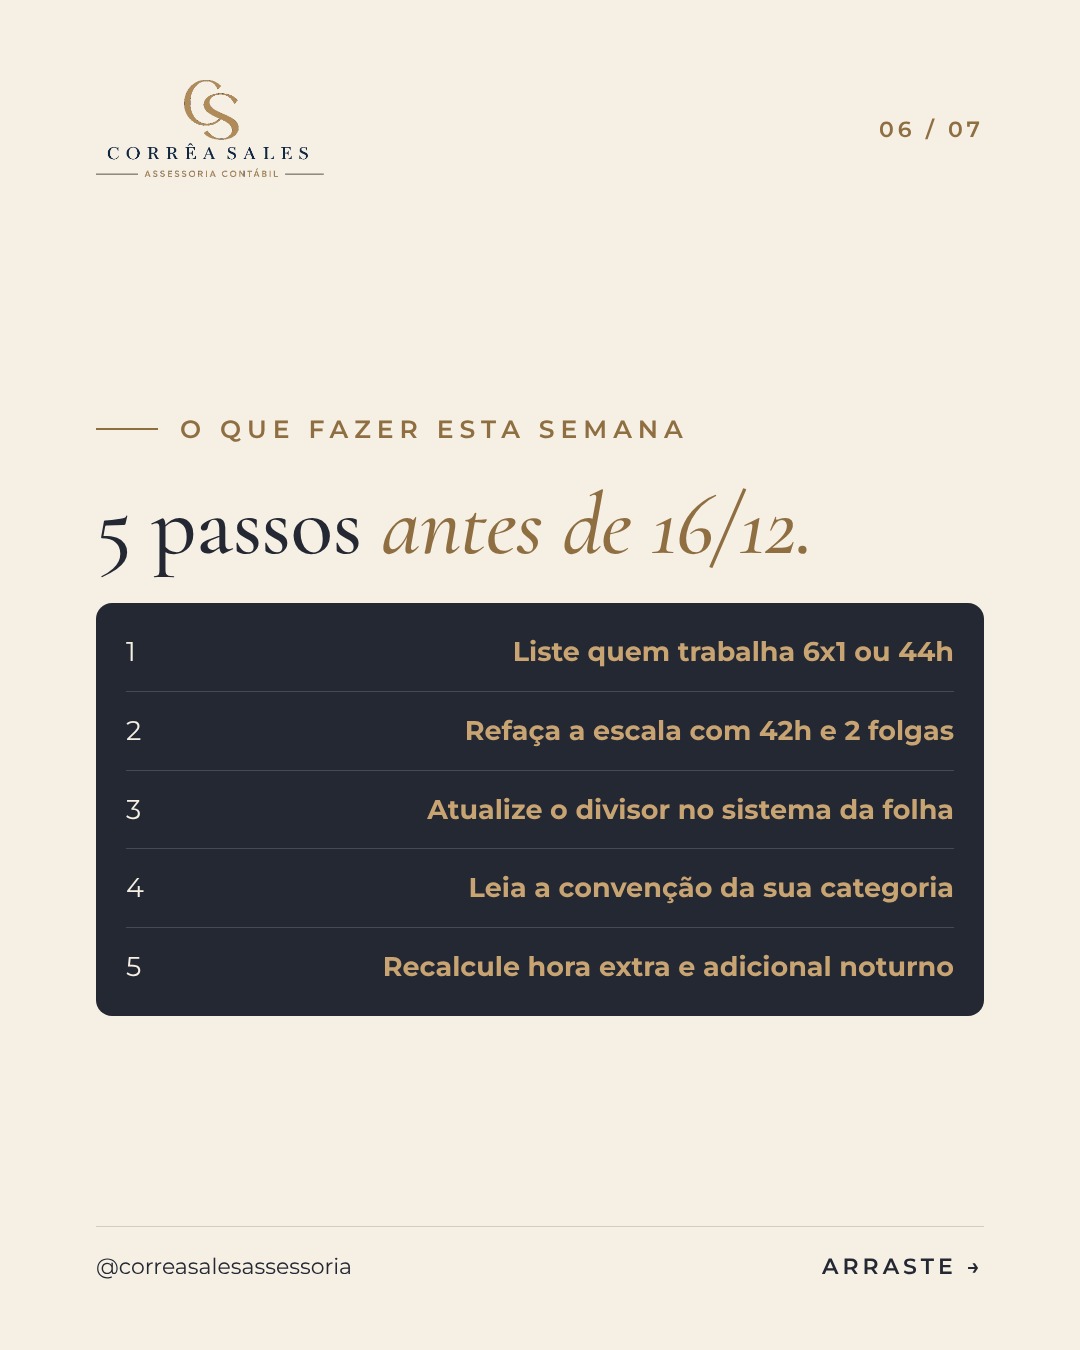 CS
CORRÊA SALES
ASSESSORIA CONTÁBIL
06 / 07
O QUE FAZER ESTA SEMANA
5 passos antes de 16/12.
1 Liste quem trabalha 6x1 ou 44h
2 Refaça a escala com 42h e 2 folgas
3 Atualize o divisor no sistema da folha
4 Leia a convenção da sua categoria
5 Recalcule hora extra e adicional noturno
@correasalesassessoria
ARRASTE →